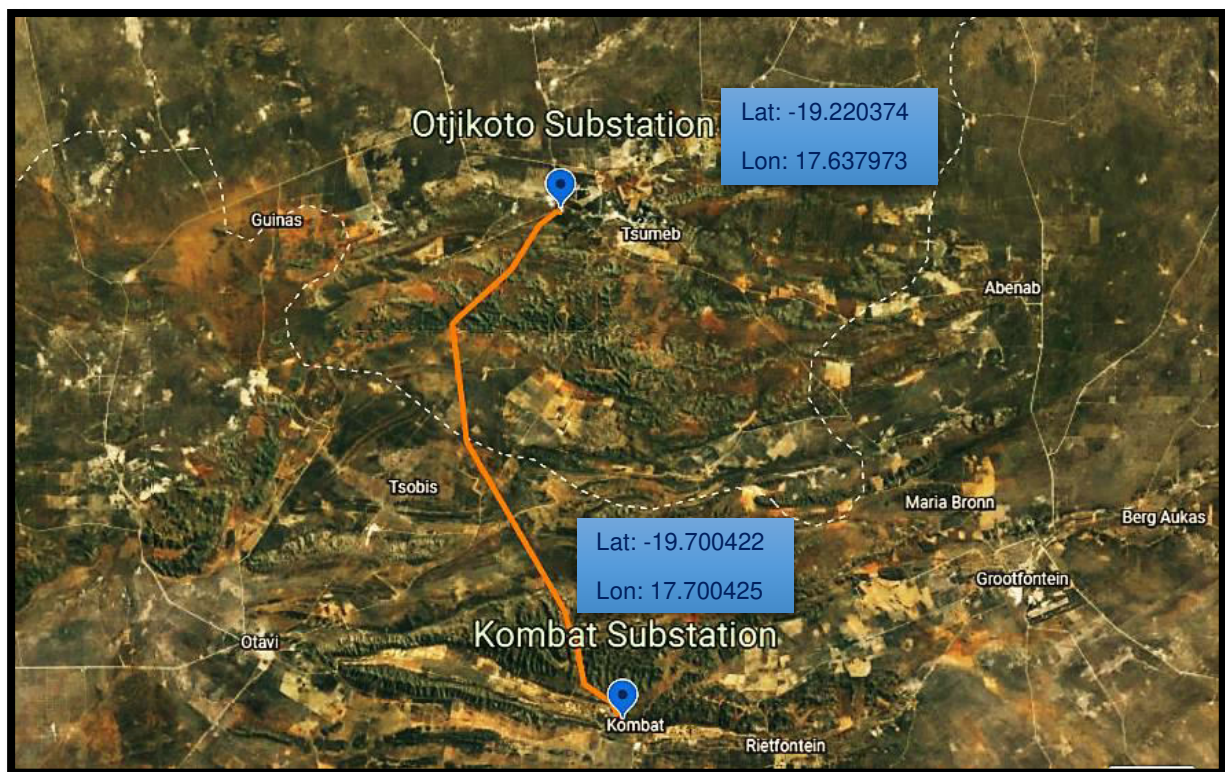 Otjikoto Substation
Lat: -19.220374
Lon: 17.637973
Guinas
Tsumeb
Abenab
Tsobis
Maria Bronn
Berg Aukas
Lat: -19.700422
Lon: 17.700425
Grootfontein
Kombat Substation
Otavi
Kombat
Rietfontein